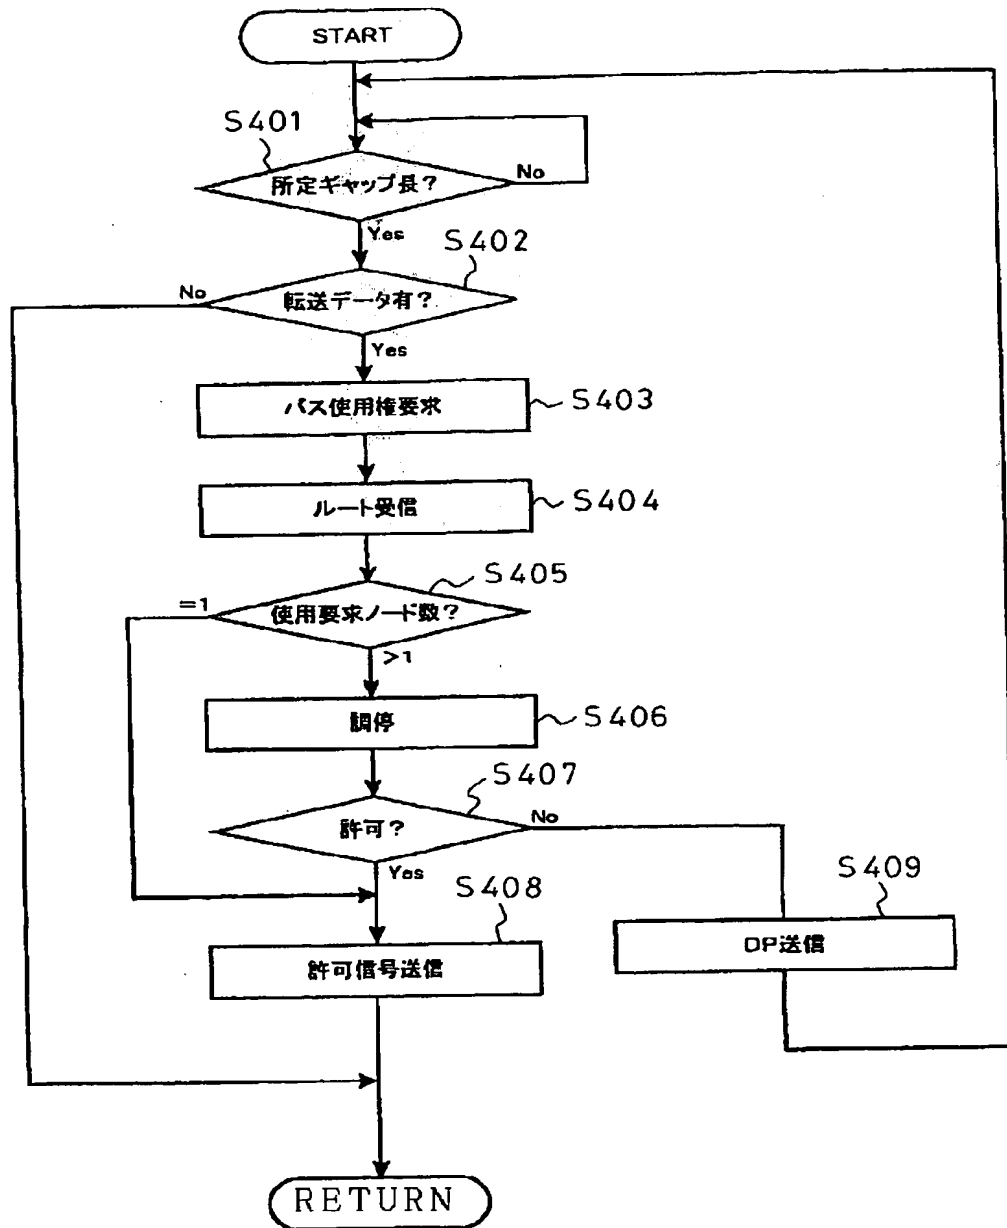 START
S401
所定ギャップ長?
No
Yes
S402
転送データ有?
No
Yes
バス使用権要求
S403
ルート受信
S404
S405
使用要求ノード数?
=1
>1
調停
S406
S407
許可?
No
Yes
S408
許可信号送信
S409
DP送信
RETURN